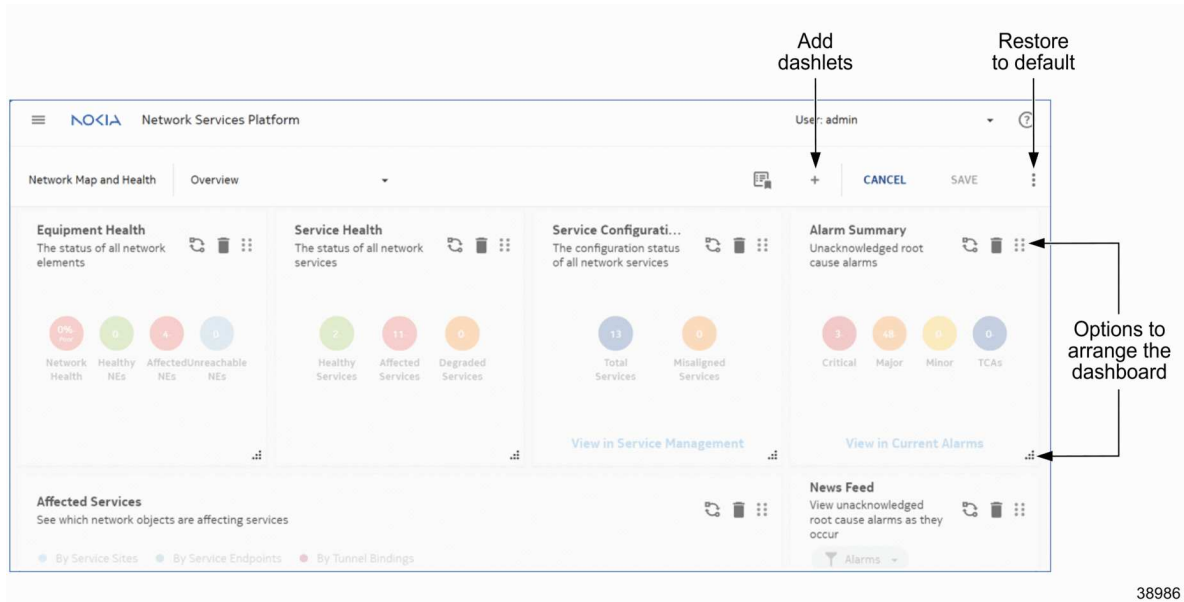 Add
dashlets
Restore
to default
NOKIA Network Services Platform
User: admin
?
Network Map and Health Overview
+ CANCEL SAVE
Equipment Health
The status of all network
elements
Service Health
The status of all network
services
Service Configurati...
The configuration status
of all network services
Alarm Summary
Unacknowledged root
cause alarms
0%
0
4
0
Network
Health
Healthy
NEs
Affected
NEs
Unreachable
NEs
2
11
0
Healthy
Services
Affected
Services
Degraded
Services
13
0
Total
Services
Misaligned
Services
3
48
0
0
Critical
Major
Minor
TCAs
View in Service Management
View in Current Alarms
Options to
arrange the
dashboard
Affected Services
See which network objects are affecting services
By Service Sites By Service Endpoints By Tunnel Bindings
News Feed
View unacknowledged
root cause alarms as they
occur
Alarms
38986